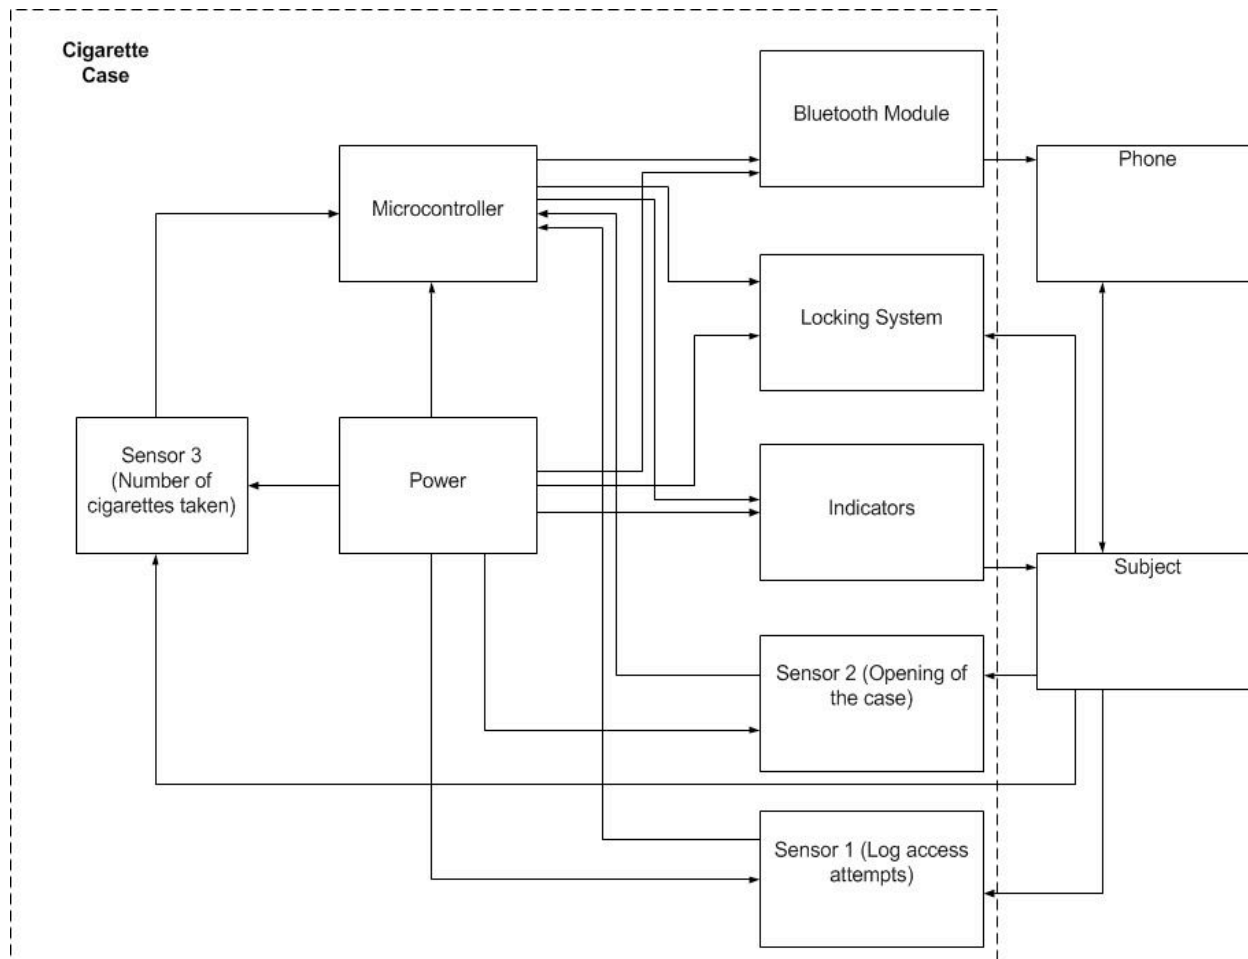 Cigarette
Case
Bluetooth Module
Phone
Microcontroller
Locking System
Sensor 3
(Number of
cigarettes taken)
Power
Indicators
Subject
Sensor 2 (Opening of
the case)
Sensor 1 (Log access
attempts)